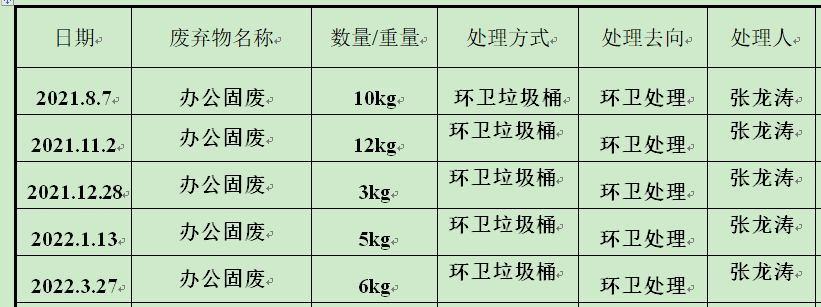 日期 废弃物名称 数量/重量 处理方式 处理去向 处理人
2021.8.7 办公固废 10kg 环卫垃圾桶 环卫处理 张龙涛
2021.11.2 办公固废 12kg 环卫垃圾桶 环卫处理 张龙涛
2021.12.28 办公固废 3kg 环卫垃圾桶 环卫处理 张龙涛
2022.1.13 办公固废 5kg 环卫垃圾桶 环卫处理 张龙涛
2022.3.27 办公固废 6kg 环卫垃圾桶 环卫处理 张龙涛